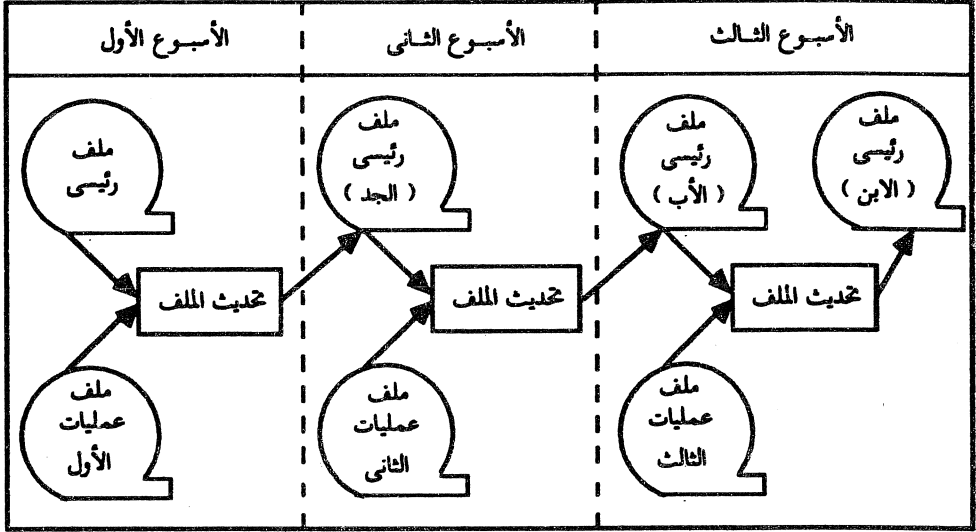 الأسبوع الأول
الأسبوع الثانى
الأسبوع الثالث
ملف
رئيسى
تحديث الملف
ملف
عمليات
الأول
ملف
رئيسى
( الجد )
تحديث الملف
ملف
عمليات
الثانى
ملف
رئيسى
( الأب )
ملف
رئيسى
( الابن )
تحديث الملف
ملف
عمليات
الثالث